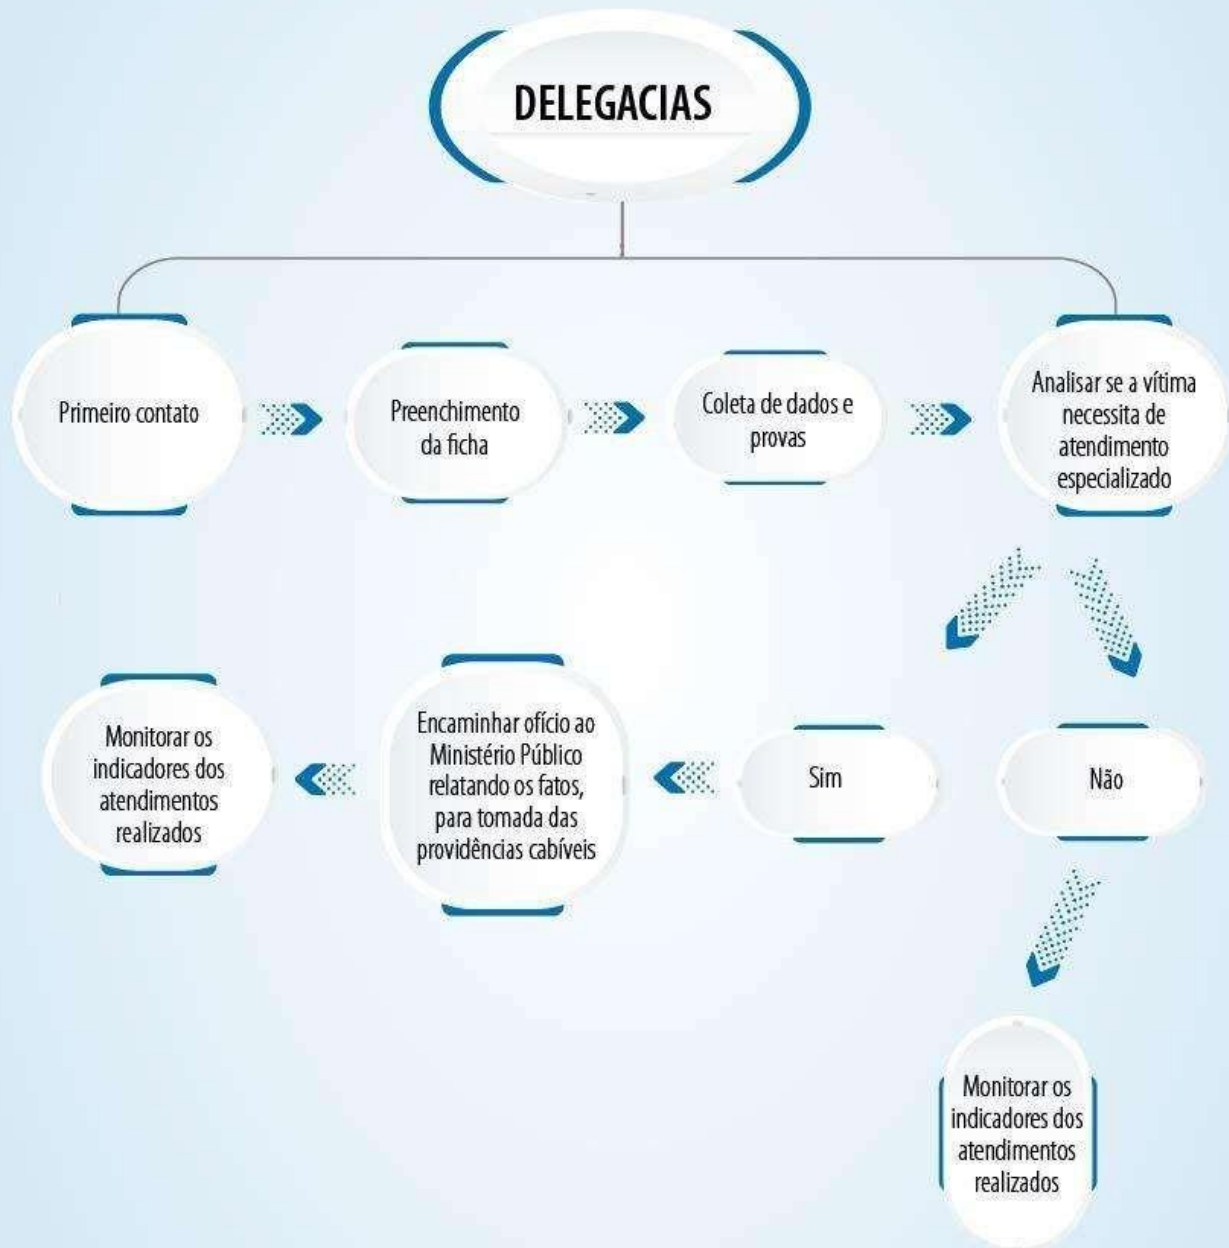 DELEGACIAS
Primeiro contato
Preenchimento
da ficha
Coleta de dados e
provas
Analisar se a vítima
necessita de
atendimento
especializado
Monitorar os
indicadores dos
atendimentos
realizados
Encaminhar ofício ao
Ministério Público
relatando os fatos,
para tomada das
providências cabíveis
Sim
Não
Monitorar os
indicadores dos
atendimentos
realizados